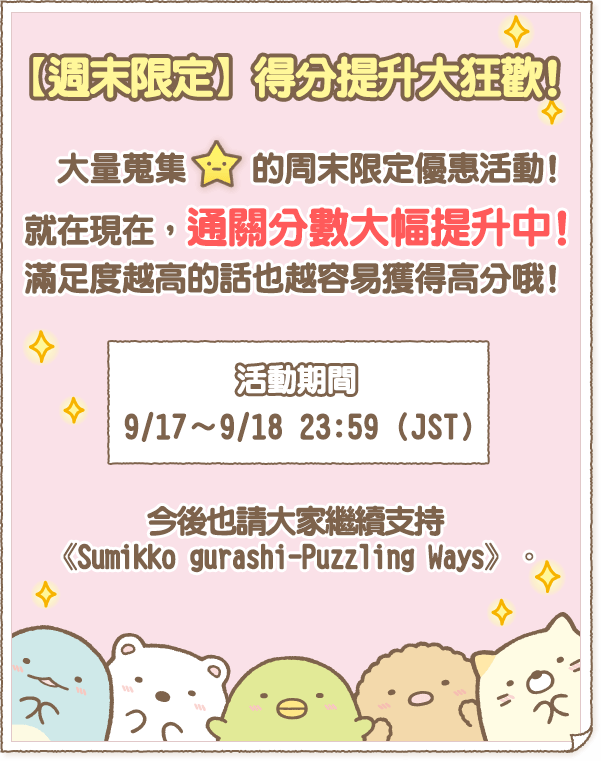 【週末限定】得分提升大狂歡!
大量蒐集 的周末限定優惠活動!
就在現在，通關分數大幅提升中!
滿足度越高的話也越容易獲得高分哦!
活動期間
9/17～9/18 23:59 (JST)
今後也請大家繼續支持
《Sumikko gurashi-Puzzling Ways》。